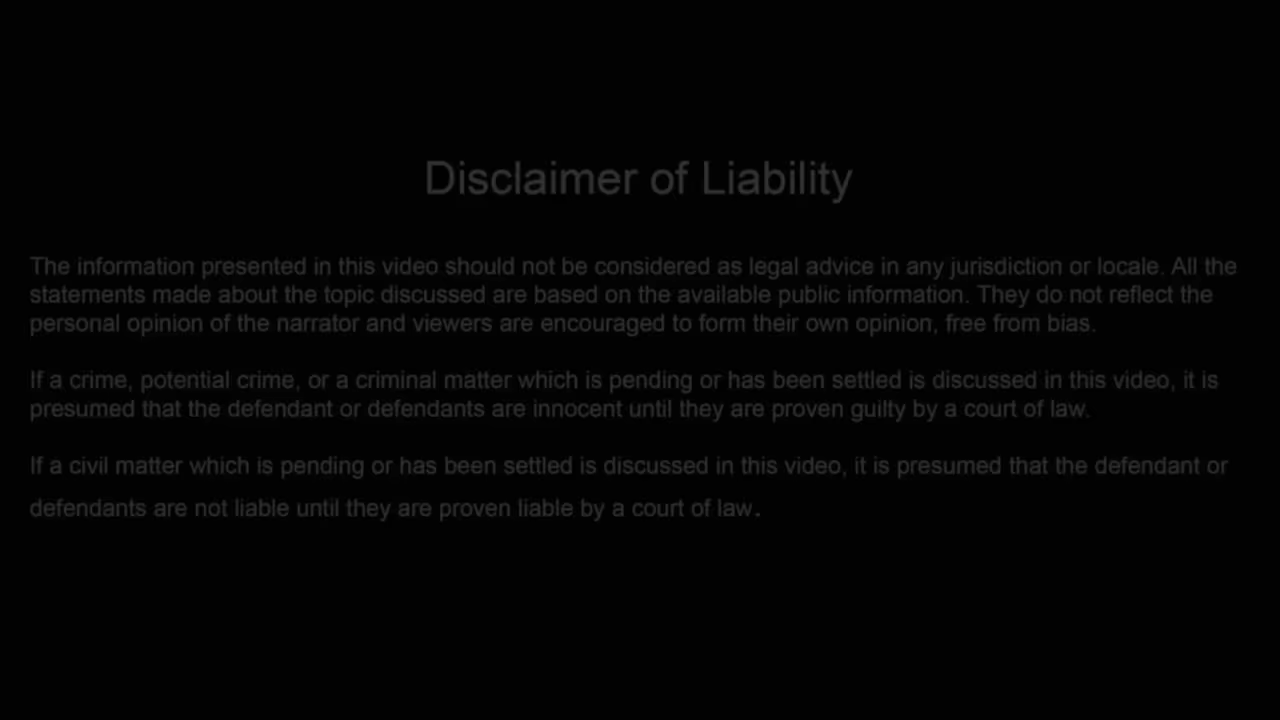 Disclaimer of Liability
The information presented in this video should not be considered as legal advice in any jurisdiction or locale. All the
statements made about the topic discussed are based on the available public information. They do not reflect the
personal opinion of the narrator and viewers are encouraged to form their own opinion, free from bias.
If a crime, potential crime, or a criminal matter which is pending or has been settled is discussed in this video, it is
presumed that the defendant or defendants are innocent until they are proven guilty by a court of law.
If a civil matter which is pending or has been settled is discussed in this video, it is presumed that the defendant or
defendants are not liable until they are proven liable by a court of law.